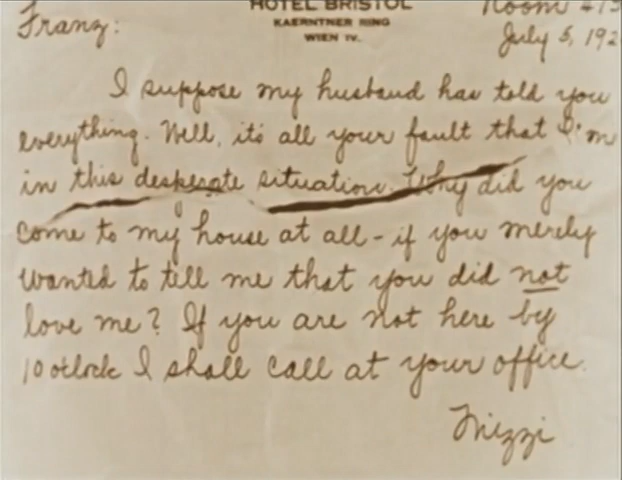 HOTEL BRISTOL
KAERNTNER RING
WIEN IV.
Room
July 5, 192
Franz:
I suppose my husband has told you
everything. Well, it's all your fault that I'm
in this desperate situation. Why did you
come to my house at all - if you merely
wanted to tell me that you did not
love me? If you are not here by
10 o'clock I shall call at your office.
Mizzi